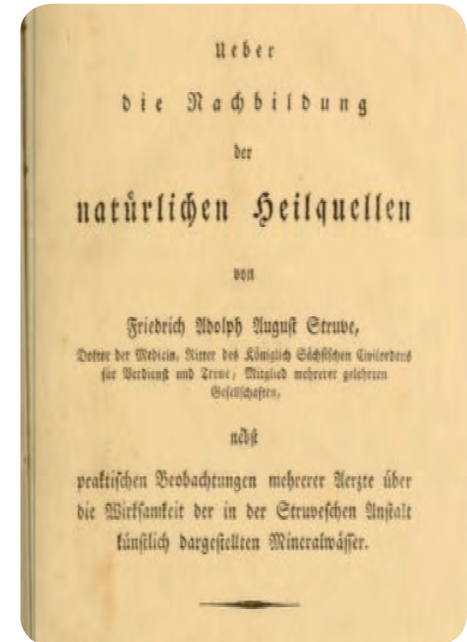 Ueber
die Nachbildung
der
natürlichen Heilquellen
von
Friedrich Adolph August Struve,
Doktor der Medicin, Ritter des Königlich Sächsischen Civilordens
für Verdienst und Treue, Mitglied mehrerer gelehrten
Gesellschaften,
nebst
praktischen Beobachtungen mehrerer Aerzte über
die Wirksamkeit der in der Struveschen Anstalt
künstlich dargestellten Mineralwässer.